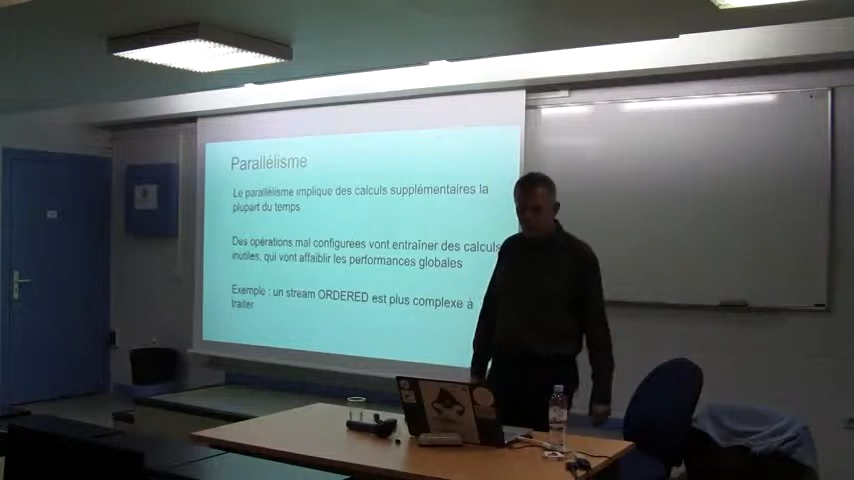 Parallélisme
Le parallélisme implique des calculs supplémentaires la
plupart du temps
Des opérations mal configurées vont entraîner des calculs
inutiles, qui vont affaiblir les performances globales
Exemple : un stream ORDERED est plus complexe à
traiter